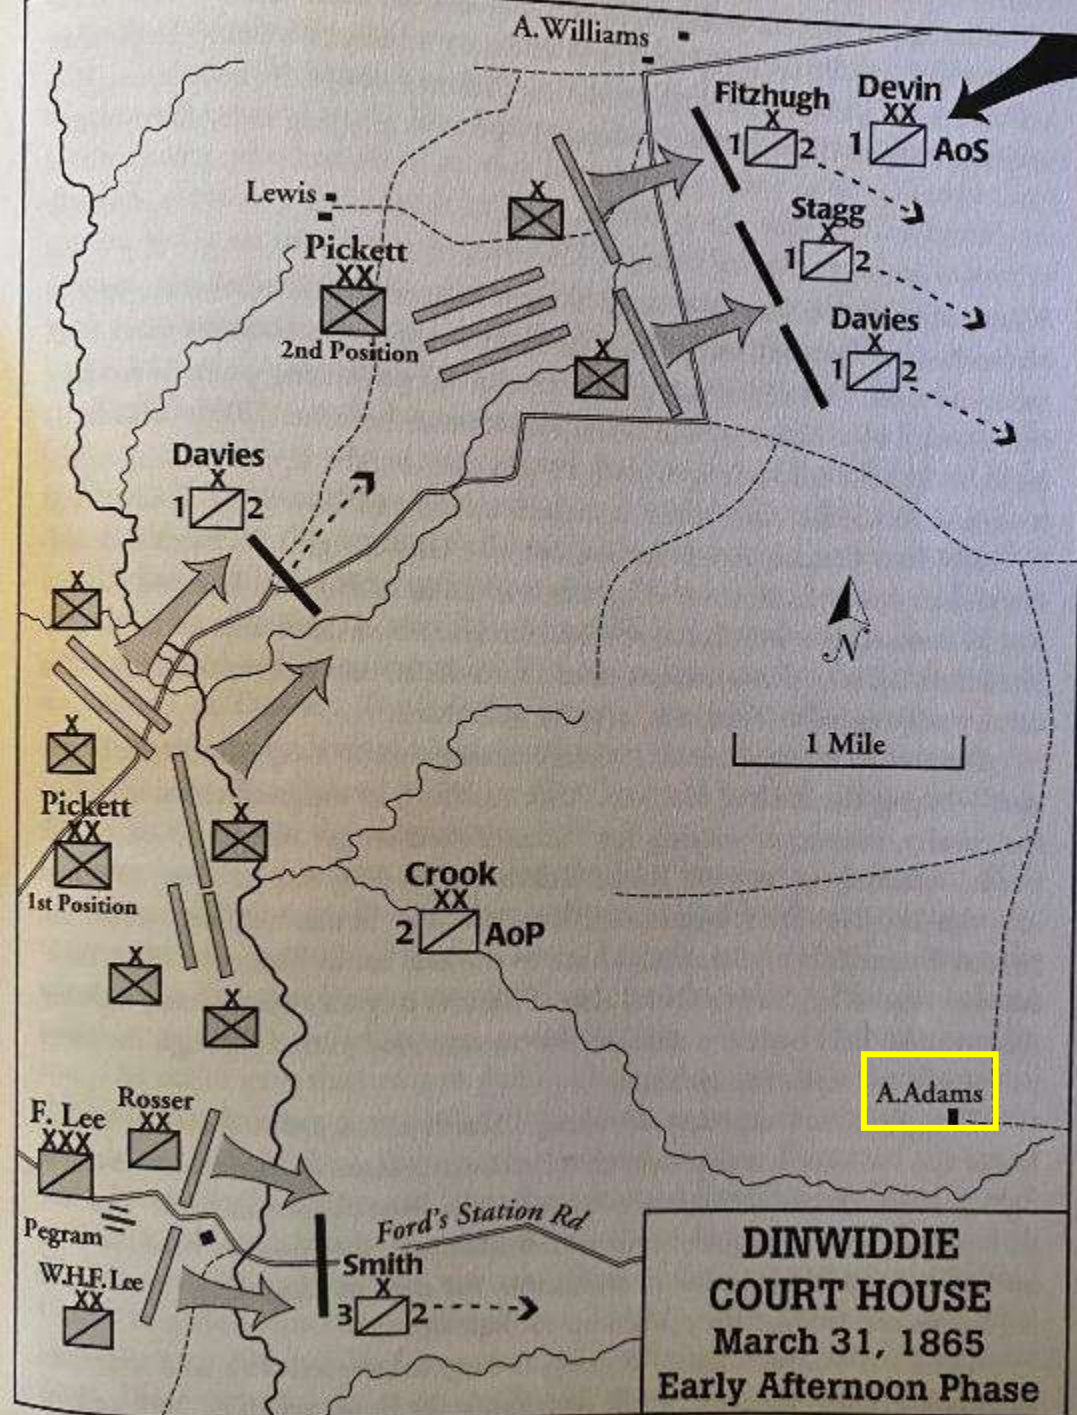 A. Williams
Fitzhugh
X
1 2
Devin
XX
1 AoS
Lewis
X
Stagg
X
1 2
Pickett
XX
2nd Position
Davies
X
1 2
X
Davies
X
1 2
X
N
1 Mile
X
Pickett
XX
1st Position
X
Crook
XX
2 AoP
X
X
A.Adams
Rosser
XX
F. Lee
XXX
Pegram
Ford's Station Rd
W.H.F. Lee
XX
Smith
X
3 2
DINWIDDIE
COURT HOUSE
March 31, 1865
Early Afternoon Phase